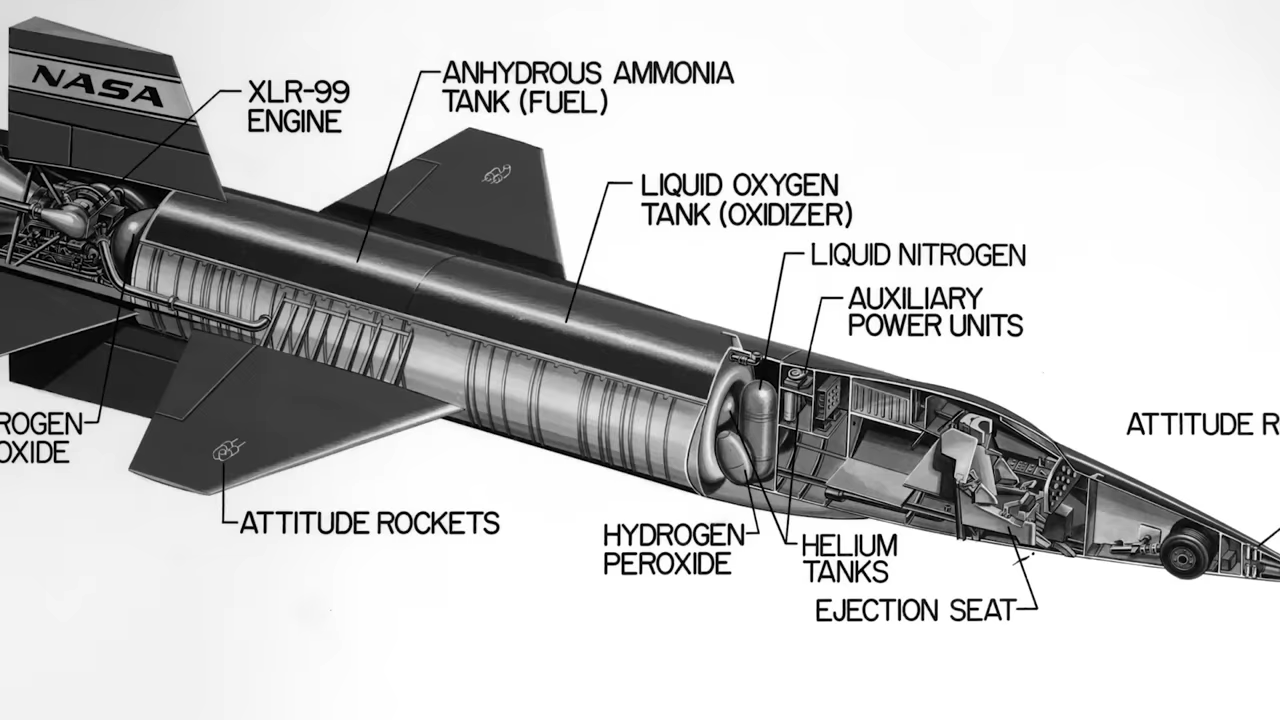 NASA
XLR-99
ENGINE
ANHYDROUS AMMONIA
TANK (FUEL)
LIQUID OXYGEN
TANK (OXIDIZER)
LIQUID NITROGEN
AUXILIARY
POWER UNITS
ATTITUDE R
ROGEN
OXIDE
ATTITUDE ROCKETS
HYDROGEN
PEROXIDE
HELIUM
TANKS
EJECTION SEAT